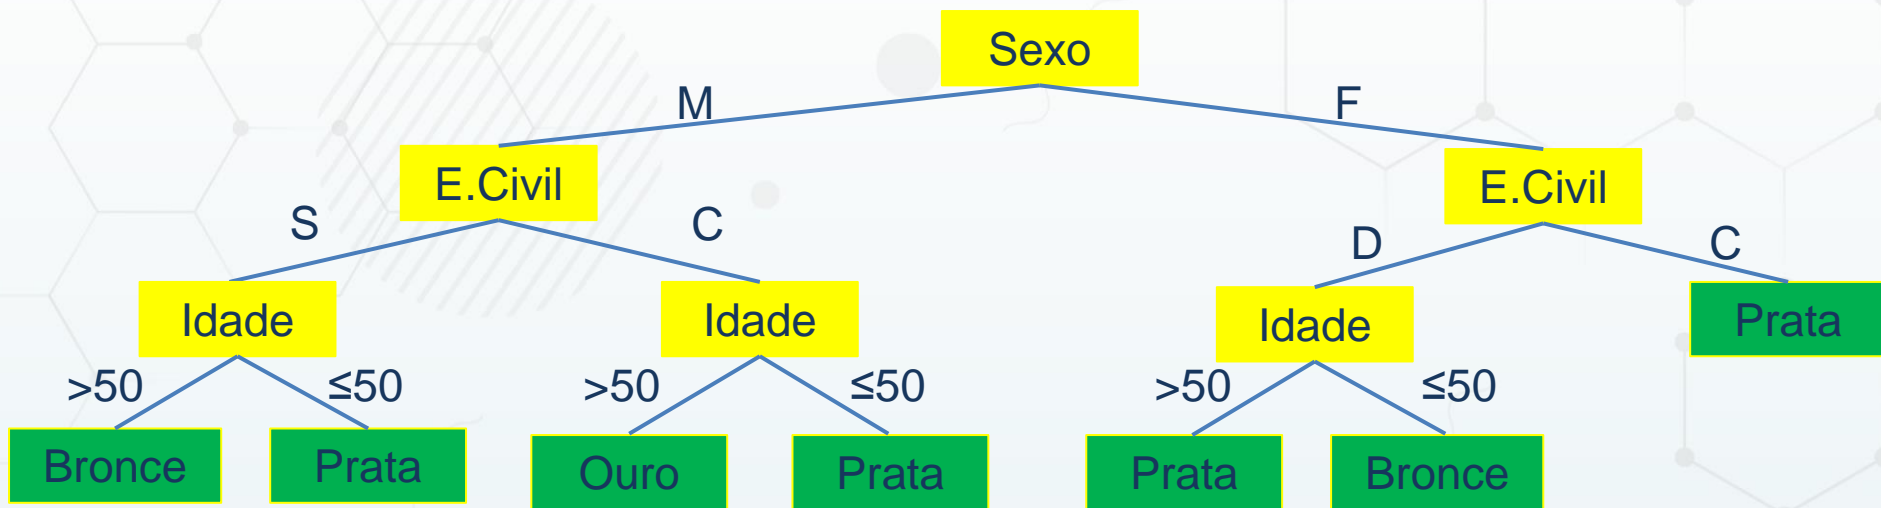 Sexo
M
F
E.Civil
E.Civil
S
C
D
C
Idade
Idade
Idade
Prata
>50
≤50
>50
≤50
>50
≤50
Bronce
Prata
Ouro
Prata
Prata
Bronce